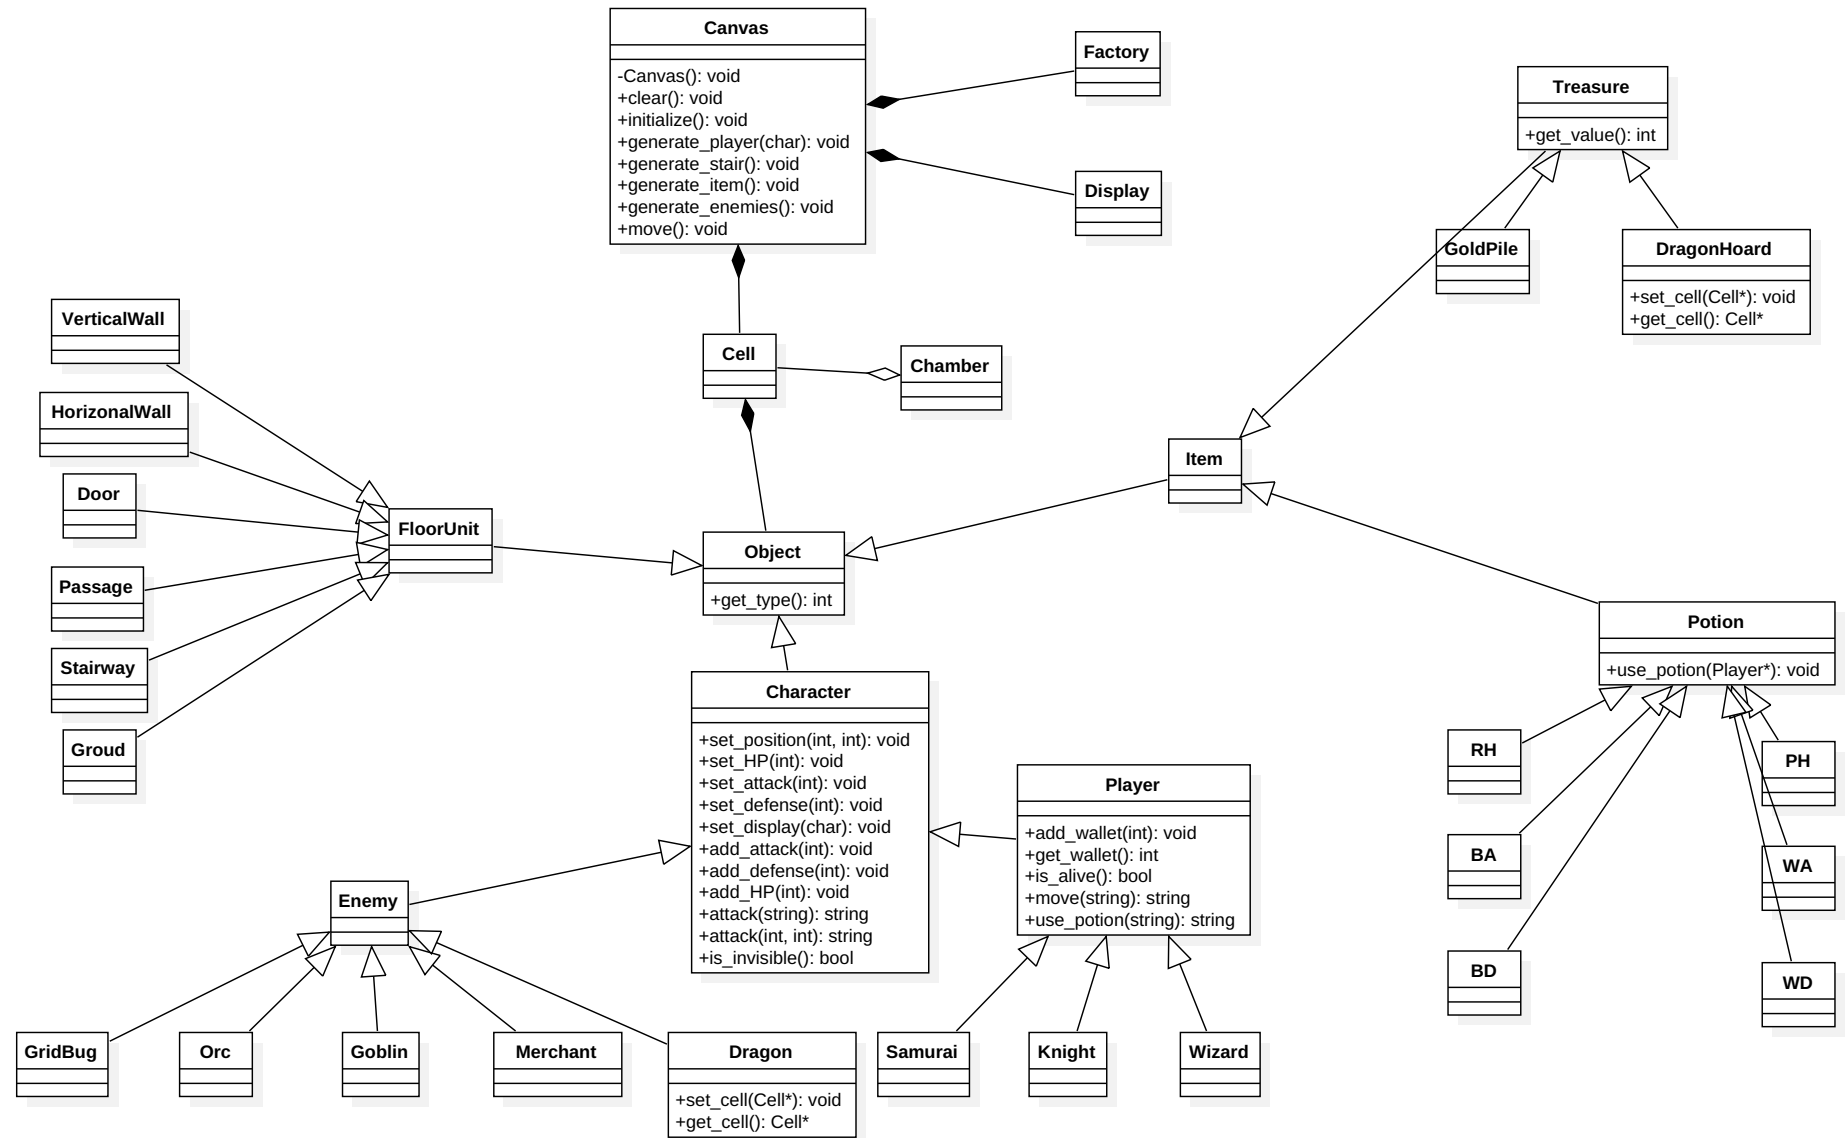 Canvas
-Canvas(): void
+clear(): void
+initialize(): void
+generate_player(char): void
+generate_stair(): void
+generate_item(): void
+generate_enemies(): void
+move(): void
Factory
Display
Treasure
+get_value(): int
GoldPile
DragonHoard
+set_cell(Cell*): void
+get_cell(): Cell*
VerticalWall
HorizonalWall
Door
Passage
Stairway
Groud
FloorUnit
Cell
Chamber
Item
Object
+get_type(): int
Potion
+use_potion(Player*): void
RH
BA
BD
PH
WA
WD
Character
+set_position(int, int): void
+set_HP(int): void
+set_attack(int): void
+set_defense(int): void
+set_display(char): void
+add_attack(int): void
+add_defense(int): void
+add_HP(int): void
+attack(string): string
+attack(int, int): string
+is_invisible(): bool
Player
+add_wallet(int): void
+get_wallet(): int
+is_alive(): bool
+move(string): string
+use_potion(string): string
Enemy
GridBug
Orc
Goblin
Merchant
Dragon
+set_cell(Cell*): void
+get_cell(): Cell*
Samurai
Knight
Wizard